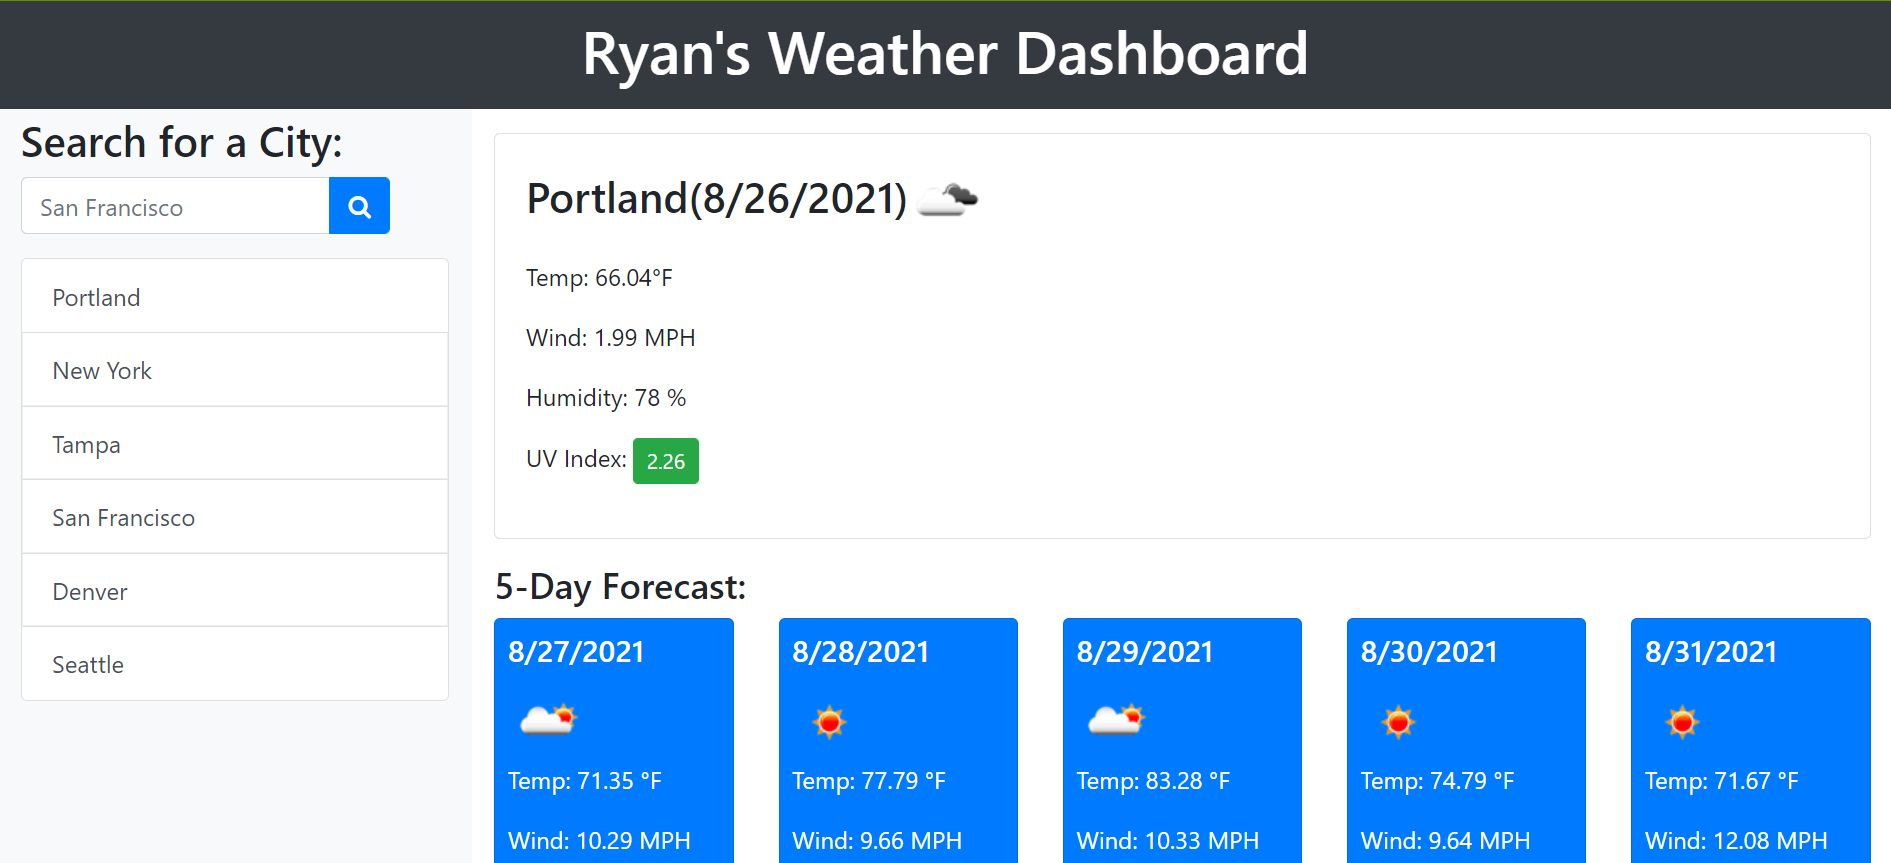 Ryan's Weather Dashboard
Search for a City:
San Francisco
Portland
New York
Tampa
San Francisco
Denver
Seattle
Portland(8/26/2021)
Temp: 66.04°F
Wind: 1.99 MPH
Humidity: 78 %
UV Index: 2.26
5-Day Forecast:
8/27/2021
Temp: 71.35 °F
Wind: 10.29 MPH
8/28/2021
Temp: 77.79 °F
Wind: 9.66 MPH
8/29/2021
Temp: 83.28 °F
Wind: 10.33 MPH
8/30/2021
Temp: 74.79 °F
Wind: 9.64 MPH
8/31/2021
Temp: 71.67 °F
Wind: 12.08 MPH